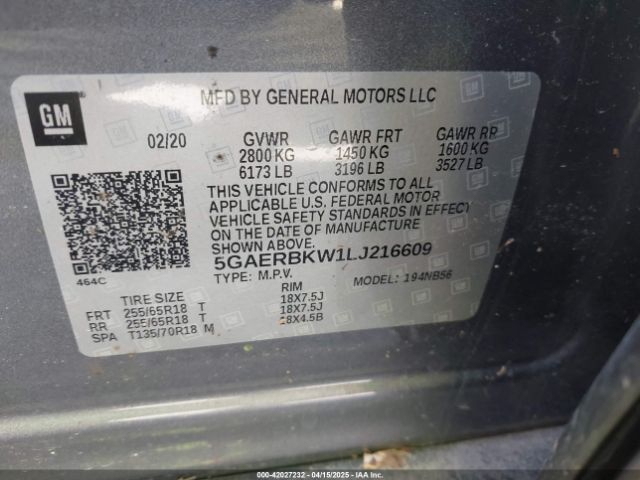 GM
MFD BY GENERAL MOTORS LLC
02/20 GVWR GAWR FRT GAWR RR
2800 KG 1450 KG 1600 KG
6173 LB 3196 LB 3527 LB
THIS VEHICLE CONFORMS TO ALL
APPLICABLE U.S. FEDERAL MOTOR
VEHICLE SAFETY STANDARDS IN EFFECT
ON THE DATE OF MANUFACTURE
SHOWN ABOVE.
5GAERBKW1LJ216609
464C
TYPE: M.P.V. MODEL: 194NB56
TIRE SIZE RIM
FRT 255/65R18 T 18X7.5J
RR 255/65R18 T 18X7.5J
SPA T135/70R18 M 18X4.5B
000-42027232 - 04/15/2025 - IAA Inc.